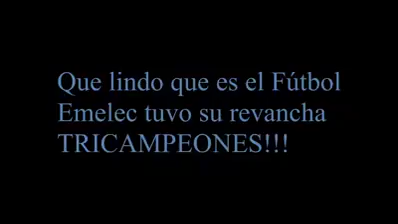 Que lindo que es el Fútbol
Emelec tuvo su revancha
TRICAMPEONES!!!